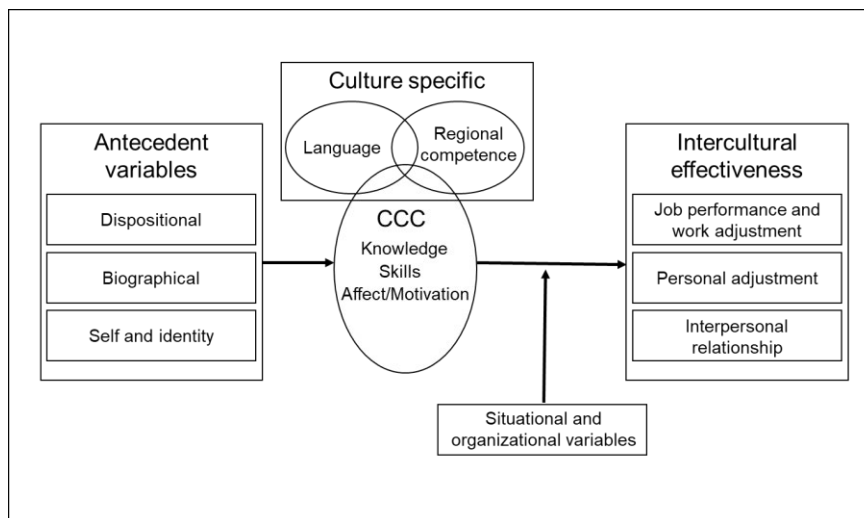 Culture specific
Language
Regional
competence
Antecedent
variables
Dispositional
Biographical
Self and identity
CCC
Knowledge
Skills
Affect/Motivation
Intercultural
effectiveness
Job performance and
work adjustment
Personal adjustment
Interpersonal
relationship
Situational and
organizational variables